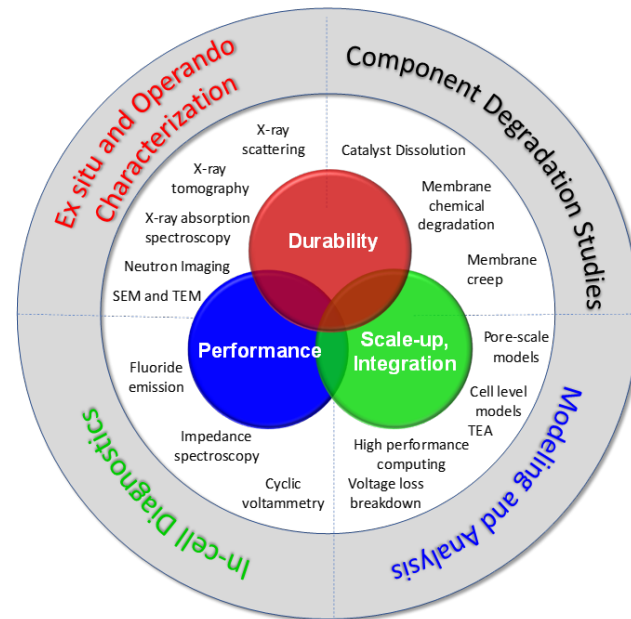 Ex situ and Operando
Characterization
Component Degradation Studies
X-ray
scattering
X-ray
tomography
X-ray absorption
spectroscopy
Neutron Imaging
SEM and TEM
Catalyst Dissolution
Membrane
chemical
degradation
Membrane
creep
Durability
Performance
Scale-up,
Integration
Fluoride
emission
Impedance
spectroscopy
Cyclic
voltammetry
Pore-scale
models
Cell level
models
TEA
High performance
computing
Voltage loss
breakdown
In-cell Diagnostics
Modeling and Analysis